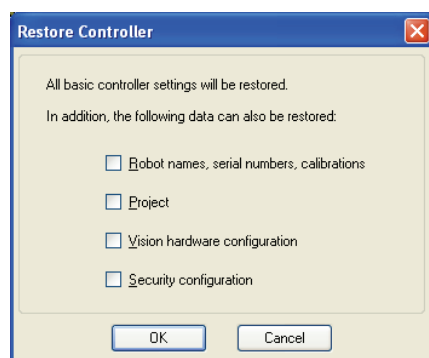 Restore Controller
All basic controller settings will be restored.
In addition, the following data can also be restored:
Robot names, serial numbers, calibrations
Project
Vision hardware configuration
Security configuration
OK Cancel